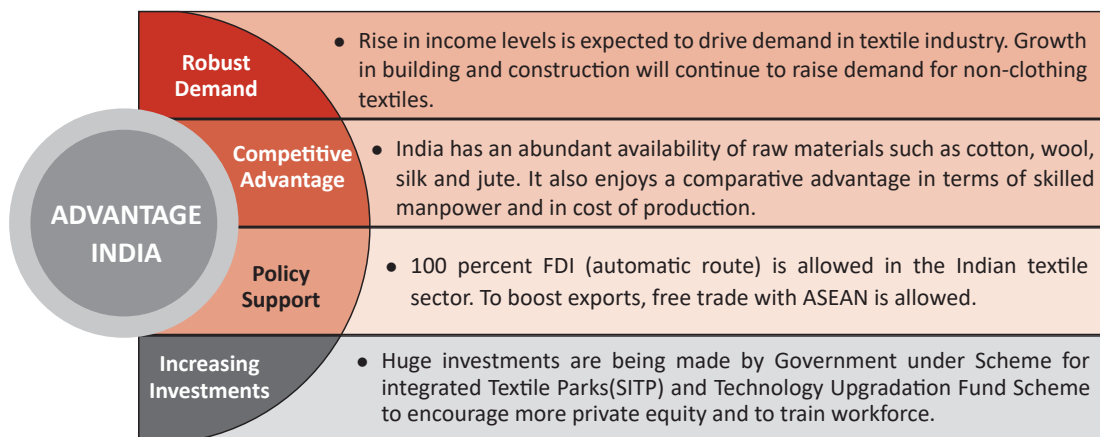 ADVANTAGE
INDIA
Robust
Demand
● Rise in income levels is expected to drive demand in textile industry. Growth
in building and construction will continue to raise demand for non-clothing
textiles.
Competitive
Advantage
● India has an abundant availability of raw materials such as cotton, wool,
silk and jute. It also enjoys a comparative advantage in terms of skilled
manpower and in cost of production.
Policy
Support
● 100 percent FDI (automatic route) is allowed in the Indian textile
sector. To boost exports, free trade with ASEAN is allowed.
Increasing
Investments
● Huge investments are being made by Government under Scheme for
integrated Textile Parks(SITP) and Technology Upgradation Fund Scheme
to encourage more private equity and to train workforce.